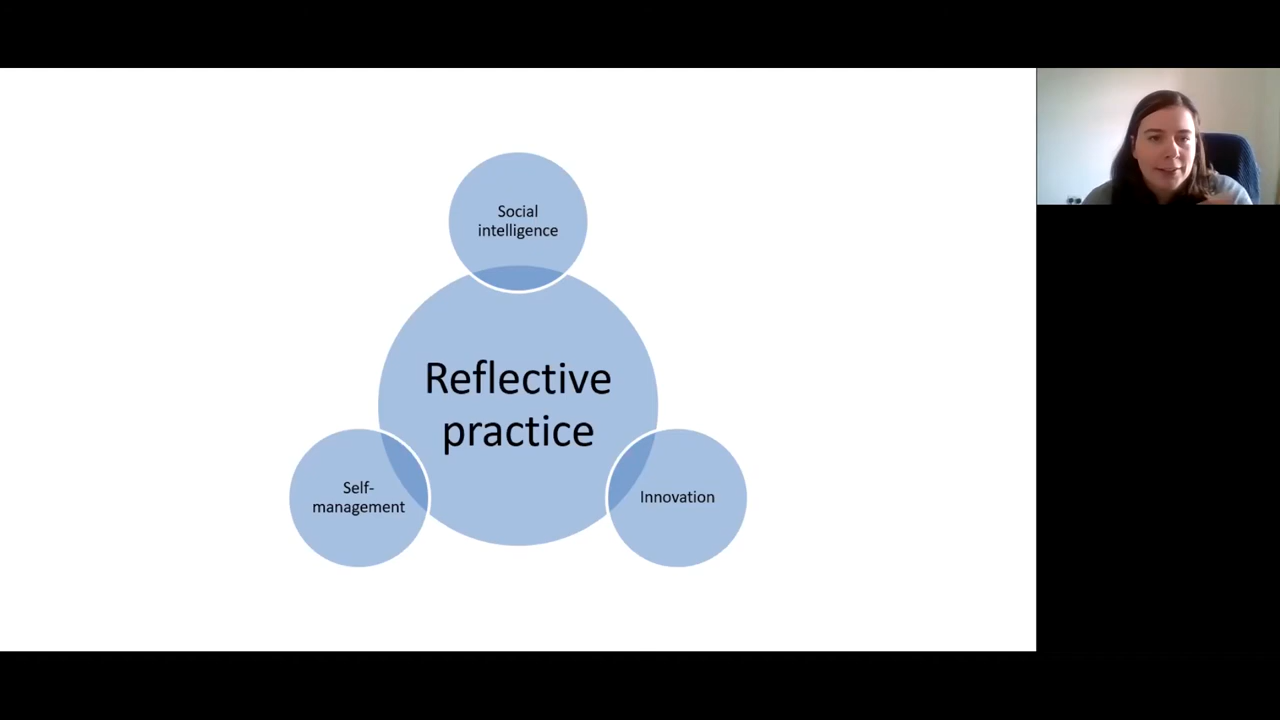 Social
intelligence
Reflective
practice
Self-
management
Innovation